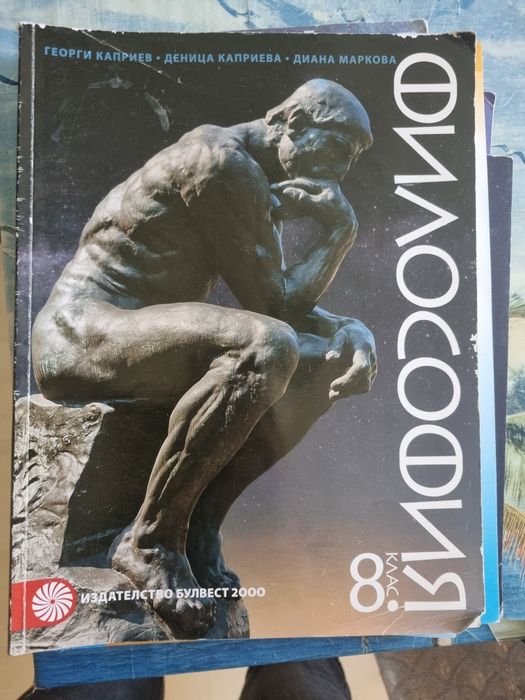 ГЕОРГИ КАПРИЕВ • ДЕНИЦА КАПРИЕВА • ДИАНА МАРКОВА
ФИЛОСОФИЯ
8. КЛАС
ИЗДАТЕЛСТВО БУЛВЕСТ 2000